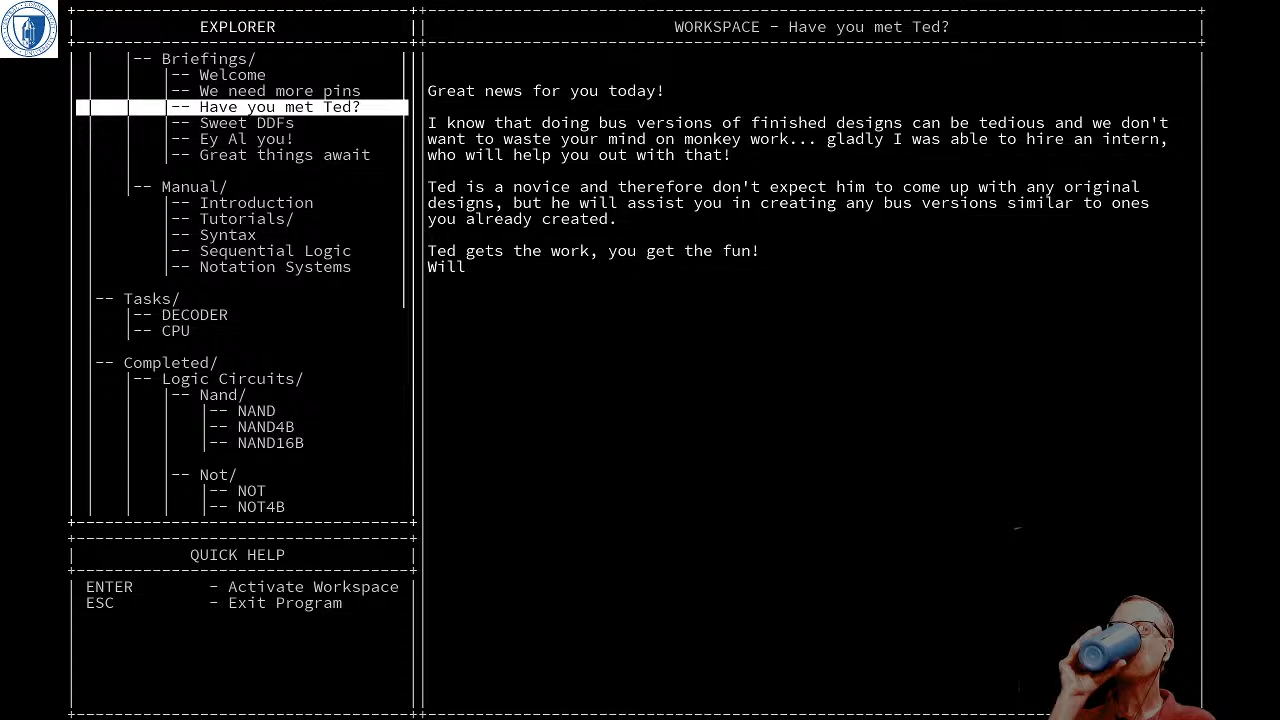 EXPLORER
-- Briefings/
-- Welcome
-- We need more pins
-- Have you met Ted?
-- Sweet DDFs
-- Ey Al you!
-- Great things await
-- Manual/
-- Introduction
-- Tutorials/
-- Syntax
-- Sequential Logic
-- Notation Systems
-- Tasks/
-- DECODER
-- CPU
-- Completed/
-- Logic Circuits/
-- Nand/
-- NAND
-- NAND4B
-- NAND16B
-- Not/
-- NOT
-- NOT4B
QUICK HELP
ENTER - Activate Workspace
ESC - Exit Program
WORKSPACE - Have you met Ted?
Great news for you today!
I know that doing bus versions of finished designs can be tedious and we don't
want to waste your mind on monkey work... gladly I was able to hire an intern,
who will help you out with that!
Ted is a novice and therefore don't expect him to come up with any original
designs, but he will assist you in creating any bus versions similar to ones
you already created.
Ted gets the work, you get the fun!
Will